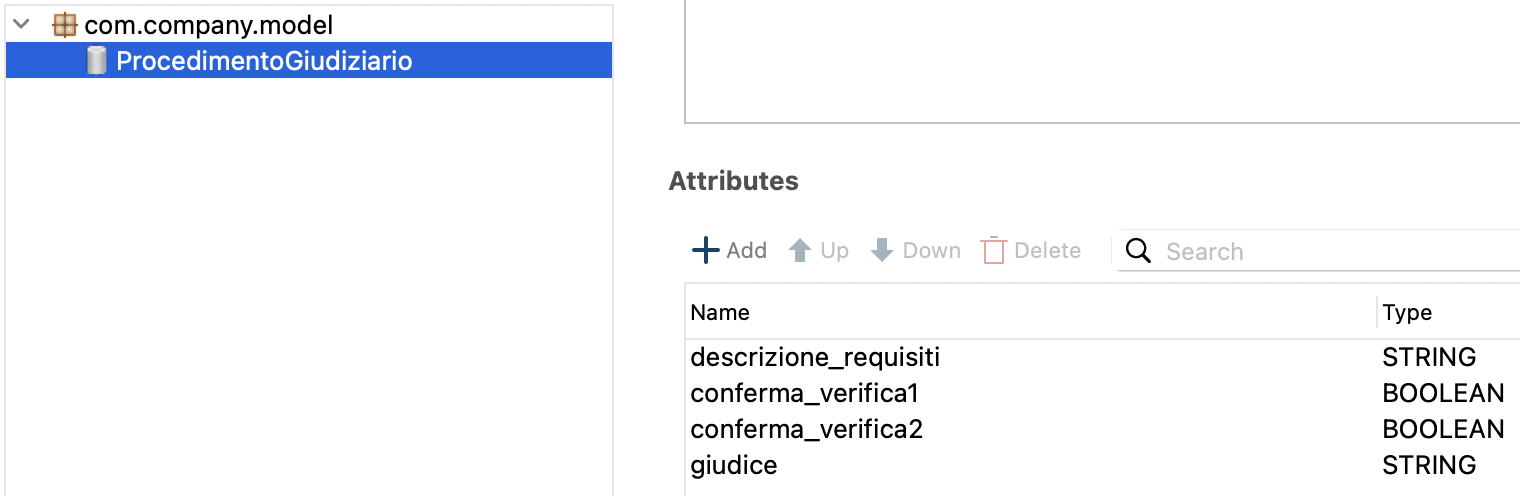 com.company.model
ProcedimentoGiudiziario
Attributes
Add Up Down Delete Search
Name Type
descrizione_requisiti STRING
conferma_verifica1 BOOLEAN
conferma_verifica2 BOOLEAN
giudice STRING